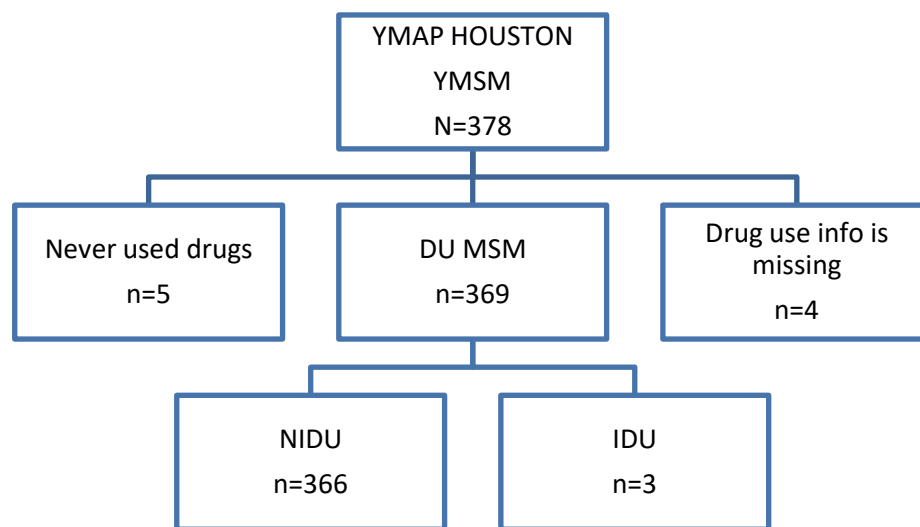 YMAP HOUSTON
YMSM
N=378
Never used drugs
n=5
DU MSM
n=369
Drug use info is
missing
n=4
NIDU
n=366
IDU
n=3